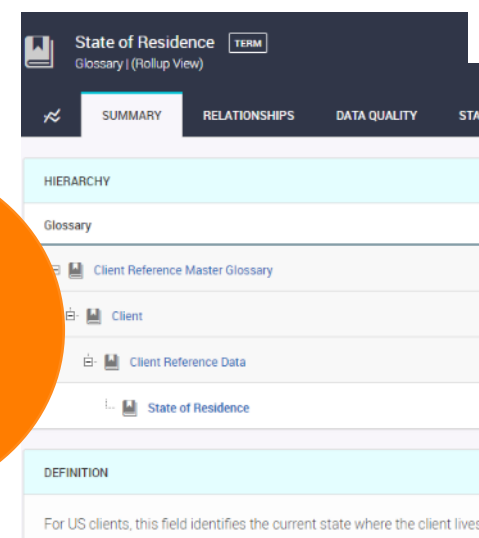 State of Residence TERM
Glossary | (Rollup View)
SUMMARY RELATIONSHIPS DATA QUALITY STA
HIERARCHY
Glossary
Client Reference Master Glossary
Client
Client Reference Data
State of Residence
DEFINITION
For US clients, this field identifies the current state where the client lives